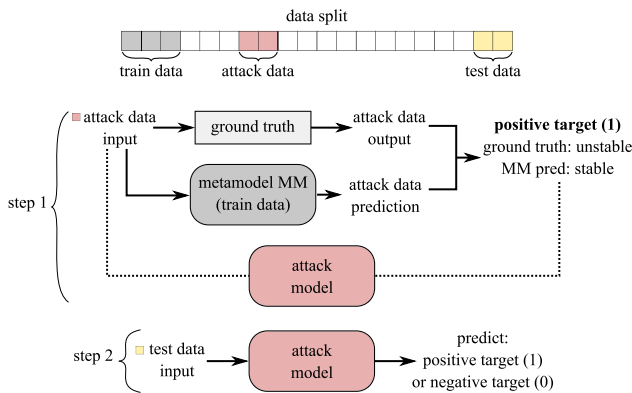 data split
train data
attack data
test data
step 1
attack data
input
ground truth
attack data
output
metamodel MM
(train data)
attack data
prediction
positive target (1)
ground truth: unstable
MM pred: stable
attack
model
step 2
test data
input
attack
model
predict:
positive target (1)
or negative target (0)